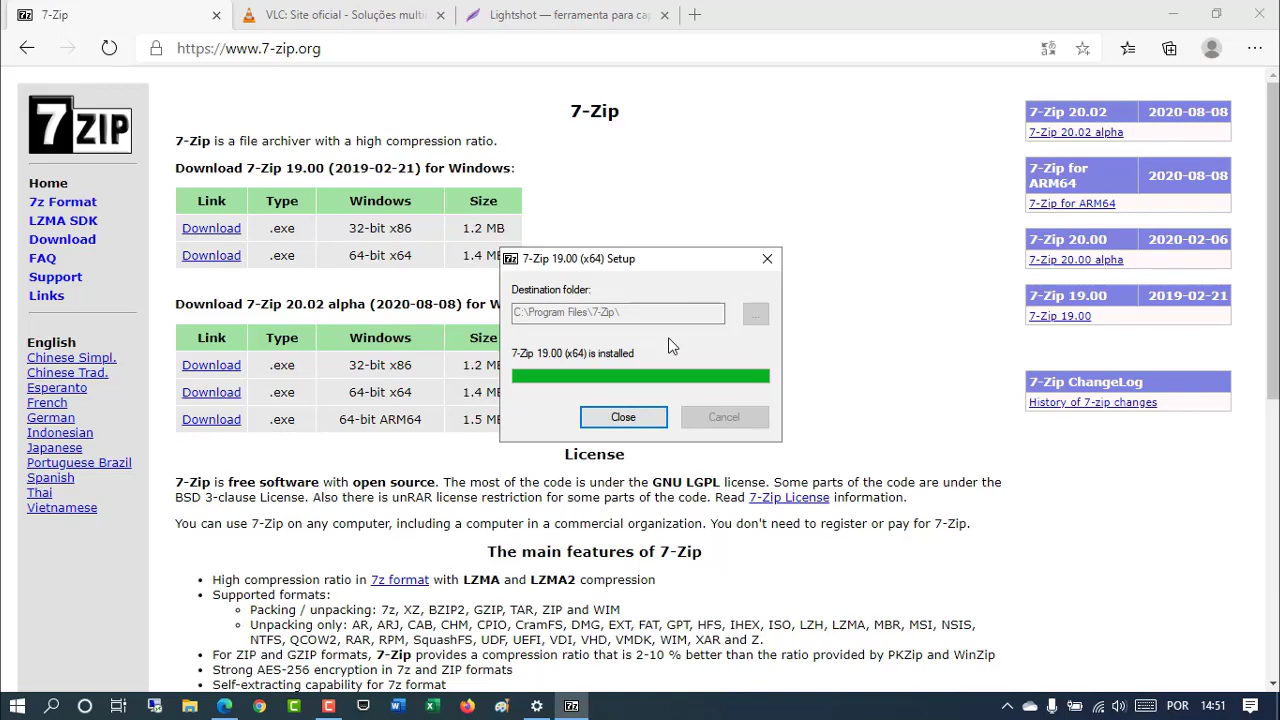 7-Zip
VLC: Site oficial - Soluções multi
Lightshot — ferramenta para cap
https://www.7-zip.org
7ZIP
Home
7z Format
LZMA SDK
Download
FAQ
Support
Links
English
Chinese Simpl.
Chinese Trad.
Esperanto
French
German
Indonesian
Japanese
Portuguese Brazil
Spanish
Thai
Vietnamese
7-Zip
7-Zip is a file archiver with a high compression ratio.
Download 7-Zip 19.00 (2019-02-21) for Windows:
Link Type Windows Size
Download .exe 32-bit x86 1.2 MB
Download .exe 64-bit x86 1.4 MB
Download 7-Zip 20.02 alpha (2020-08-08) for W
Link Type Windows Size
Download .exe 32-bit x86 1.2 MB
Download .exe 64-bit x86 1.4 MB
Download .exe 64-bit ARM64 1.5 MB
7-Zip 19.00 (x64) Setup
Destination folder:
C:\Program Files\7-Zip\
...
7-Zip 19.00 (x64) is installed
Close Cancel
License
7-Zip is free software with open source. The most of the code is under the GNU LGPL license. Some parts of the code are under the
BSD 3-clause License. Also there is unRAR license restriction for some parts of the code. Read 7-Zip License information.
You can use 7-Zip on any computer, including a computer in a commercial organization. You don't need to register or pay for 7-Zip.
The main features of 7-Zip
High compression ratio in 7z format with LZMA and LZMA2 compression
Supported formats:
Packing / unpacking: 7z, XZ, BZIP2, GZIP, TAR, ZIP and WIM
Unpacking only: AR, ARJ, CAB, CHM, CPIO, CramFS, DMG, EXT, FAT, GPT, HFS, IHEX, ISO, LZH, LZMA, MBR, MSI, NSIS,
NTFS, QCOW2, RAR, RPM, SquashFS, UDF, UEFI, VDI, VHD, VMDK, WIM, XAR and Z.
For ZIP and GZIP formats, 7-Zip provides a compression ratio that is 2-10 % better than the ratio provided by PKZip and WinZip
Strong AES-256 encryption in 7z and ZIP formats
Self-extracting capability for 7z format
7-Zip 20.02 2020-08-08
7-Zip 20.02 alpha
7-Zip for
ARM64 2020-08-08
7-Zip for ARM64
7-Zip 20.00 2020-02-06
7-Zip 20.00 alpha
7-Zip 19.00 2019-02-21
7-Zip 19.00
7-Zip ChangeLog
History of 7-zip changes
POR 14:51